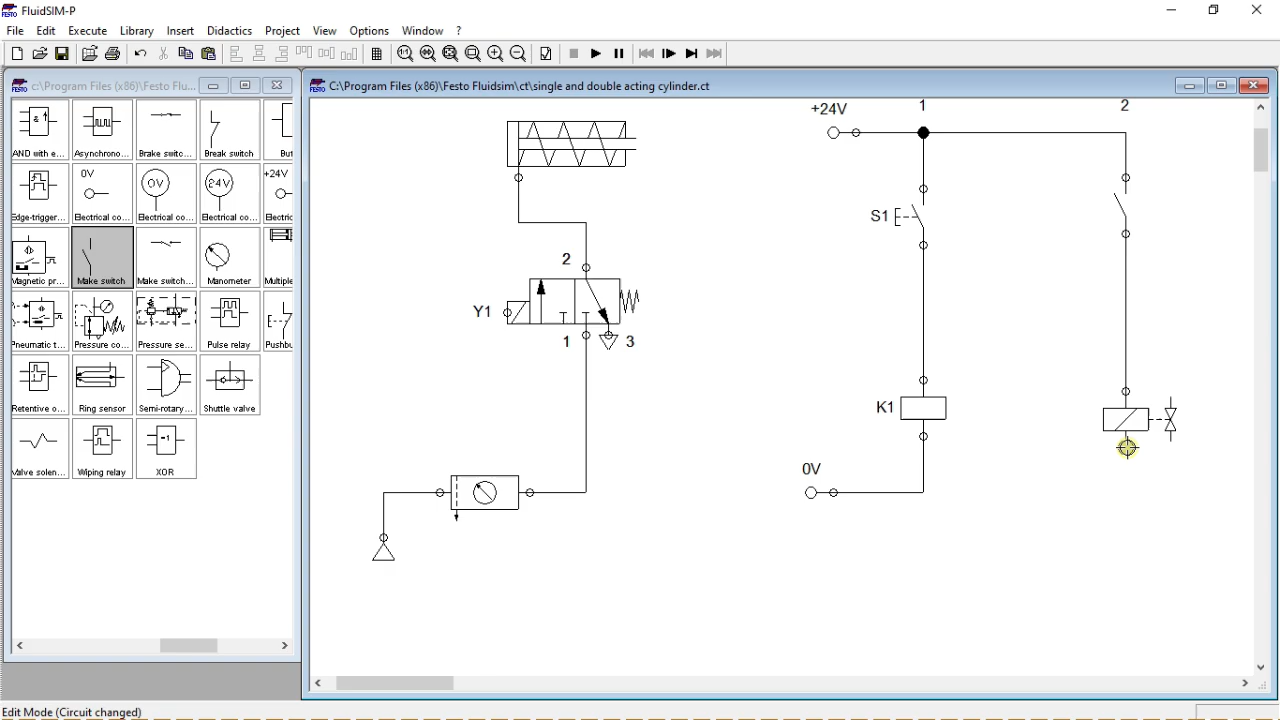 FESTO FluidSIM-P
File Edit Execute Library Insert Didactics Project View Options Window ?
c:\Program Files (x86)\Festo Flu...
C:\Program Files (x86)\Festo Fluidsim\ct\single and double acting cylinder.ct
AND with e...
Asynchrono...
Brake switc...
Break switch
But
Edge-trigger...
0V
Electrical co...
0V
Electrical co...
24V
Electrical co...
+24V
Electric
Magnetic pr...
Make switch
Make switch...
Manometer
Multiple
Pneumatic t...
Pressure co...
Pressure se...
Pulse relay
Pushbu
Retentive o...
Ring sensor
Semi-rotary...
Shuttle valve
Valve solen...
Wiping relay
XOR
+24V 1 2
S1
2
Y1
1 3
K1
0V
Edit Mode (Circuit changed)